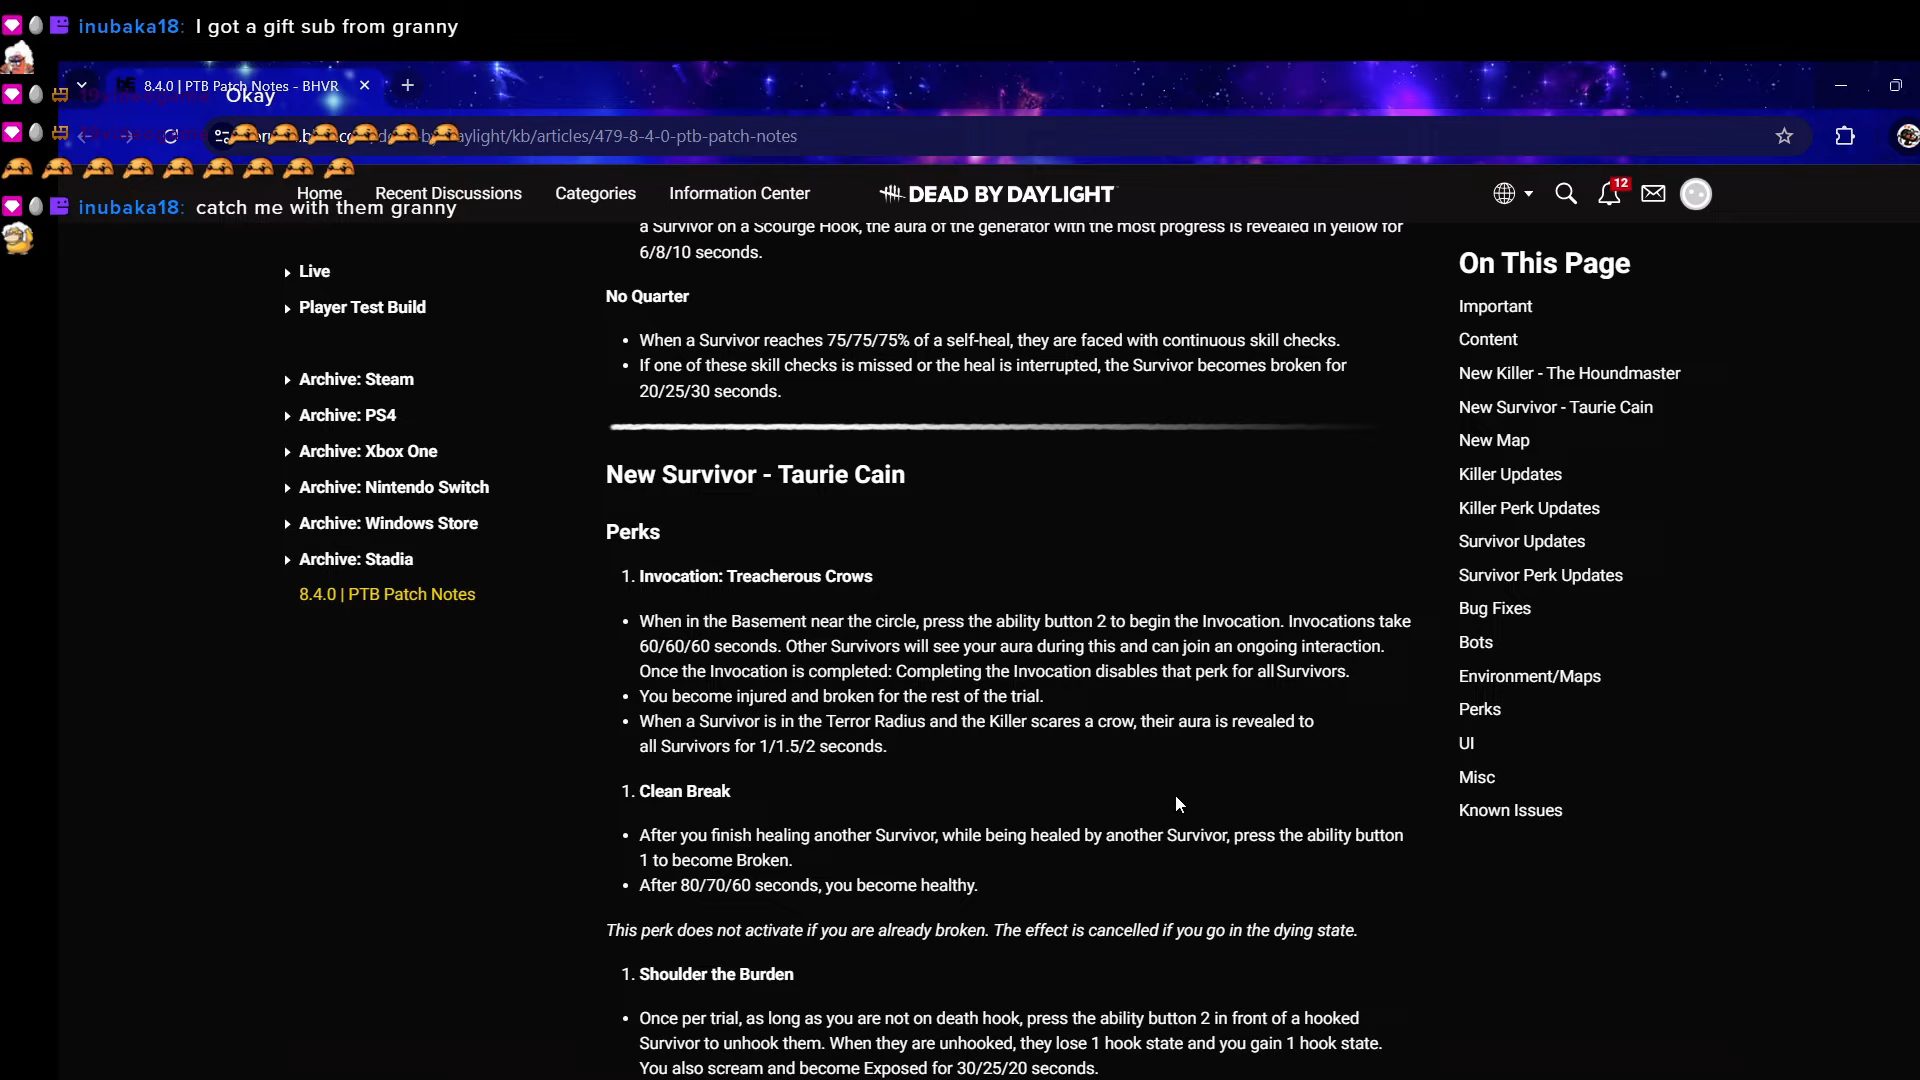 inubaka18: I got a gift sub from granny
8.4.0 | PTB Patch Notes - BHVR
Okay
aylight/kb/articles/479-8-4-0-ptb-patch-notes
Home Recent Discussions Categories Information Center DEAD BY DAYLIGHT 12
inubaka18: catch me with them granny
Live
Player Test Build
Archive: Steam
Archive: PS4
Archive: Xbox One
Archive: Nintendo Switch
Archive: Windows Store
Archive: Stadia
8.4.0 | PTB Patch Notes
a Survivor on a Scourge Hook, the aura of the generator with the most progress is revealed in yellow for
6/8/10 seconds.
No Quarter
• When a Survivor reaches 75/75/75% of a self-heal, they are faced with continuous skill checks.
• If one of these skill checks is missed or the heal is interrupted, the Survivor becomes broken for
20/25/30 seconds.
New Survivor - Taurie Cain
Perks
1. Invocation: Treacherous Crows
• When in the Basement near the circle, press the ability button 2 to begin the Invocation. Invocations take
60/60/60 seconds. Other Survivors will see your aura during this and can join an ongoing interaction.
Once the Invocation is completed: Completing the Invocation disables that perk for all Survivors.
• You become injured and broken for the rest of the trial.
• When a Survivor is in the Terror Radius and the Killer scares a crow, their aura is revealed to
all Survivors for 1/1.5/2 seconds.
1. Clean Break
• After you finish healing another Survivor, while being healed by another Survivor, press the ability button
1 to become Broken.
• After 80/70/60 seconds, you become healthy.
This perk does not activate if you are already broken. The effect is cancelled if you go in the dying state.
1. Shoulder the Burden
• Once per trial, as long as you are not on death hook, press the ability button 2 in front of a hooked
Survivor to unhook them. When they are unhooked, they lose 1 hook state and you gain 1 hook state.
You also scream and become Exposed for 30/25/20 seconds.
On This Page
Important
Content
New Killer - The Houndmaster
New Survivor - Taurie Cain
New Map
Killer Updates
Killer Perk Updates
Survivor Updates
Survivor Perk Updates
Bug Fixes
Bots
Environment/Maps
Perks
UI
Misc
Known Issues